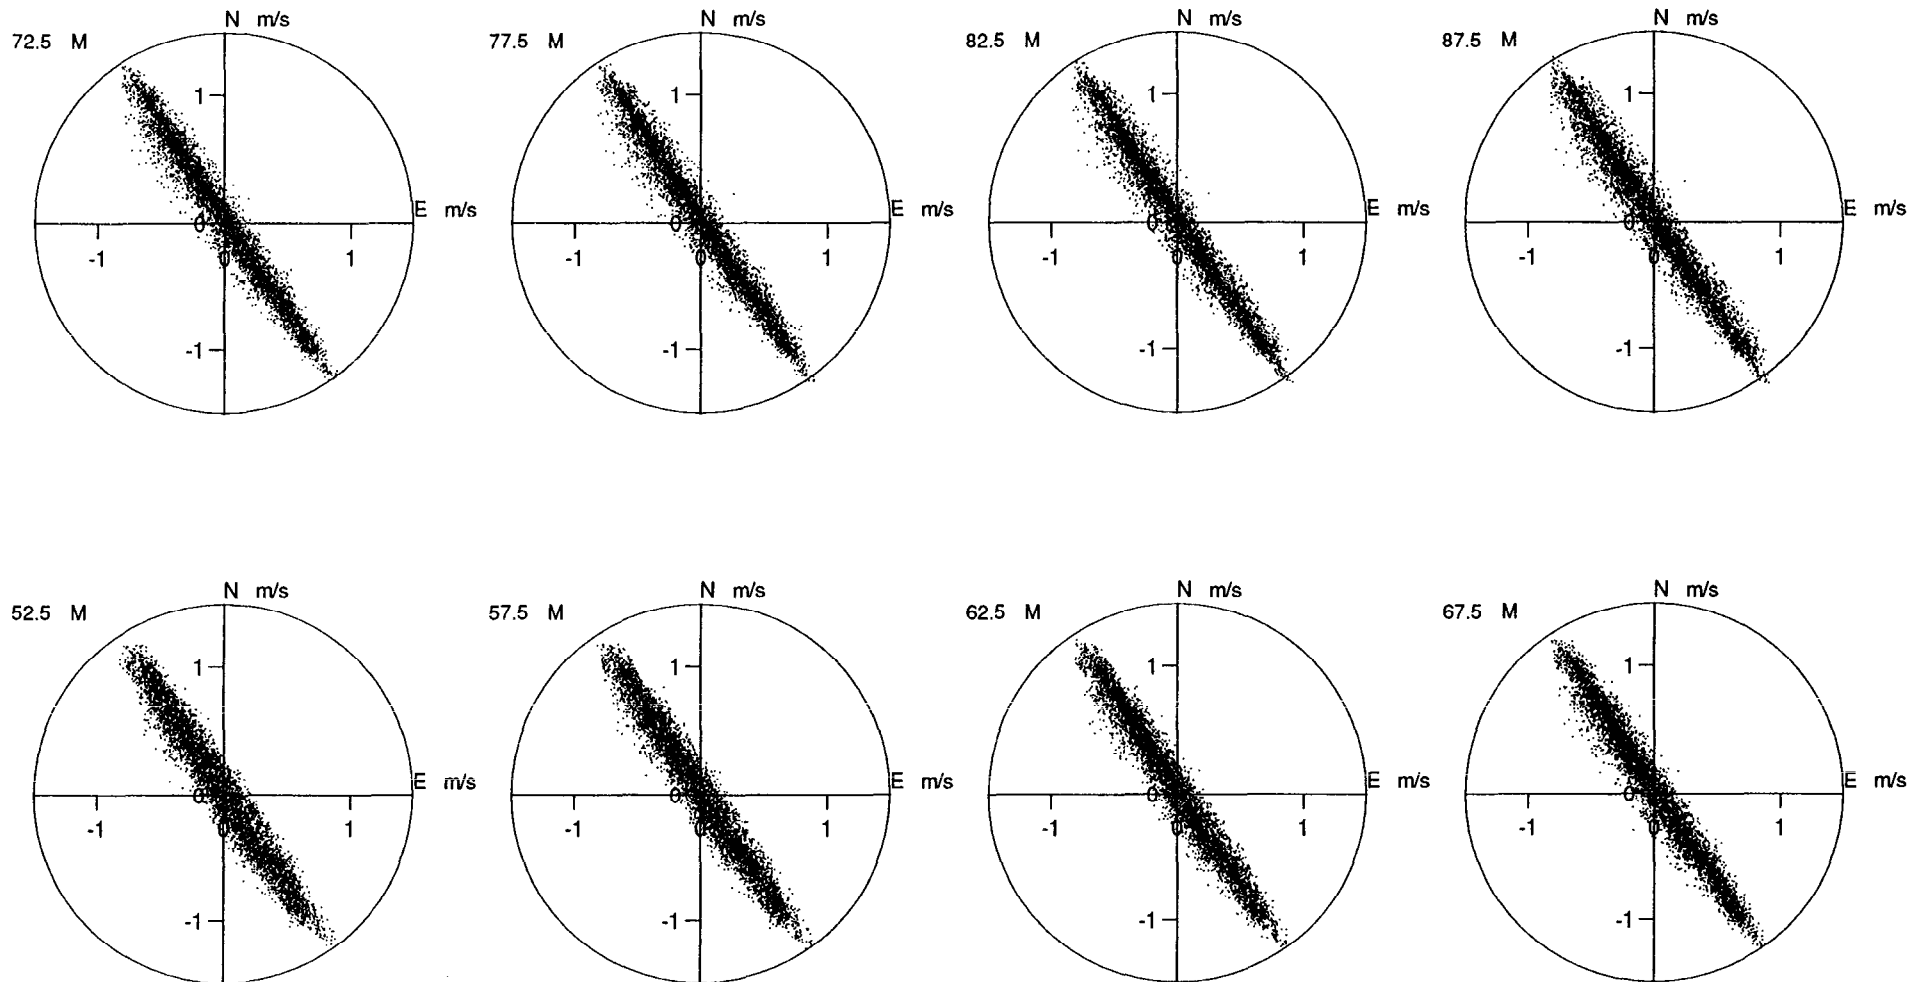 N m/s N m/s N m/s N m/s
72.5 M 77.5 M 82.5 M 87.5 M
1 1 1 1
E m/s E m/s E m/s E m/s
0 0 0 0
-1 0 1 -1 0 1 -1 0 1 -1 0 1
-1 -1 -1 -1
N m/s N m/s N m/s N m/s
52.5 M 57.5 M 62.5 M 67.5 M
1 1 1 1
E m/s E m/s E m/s E m/s
0 0 0 0
-1 0 1 -1 0 1 -1 0 1 -1 0 1
-1 -1 -1 -1